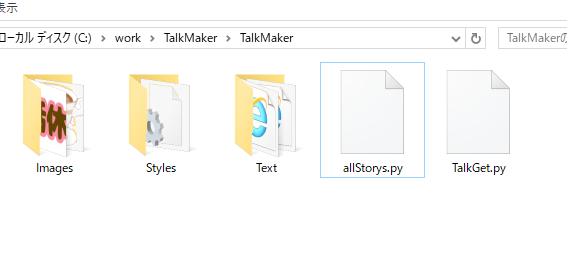 表示
ローカル ディスク (C:) › work › TalkMaker › TalkMaker
TalkMakerの
Images
Styles
Text
allStorys.py
TalkGet.py